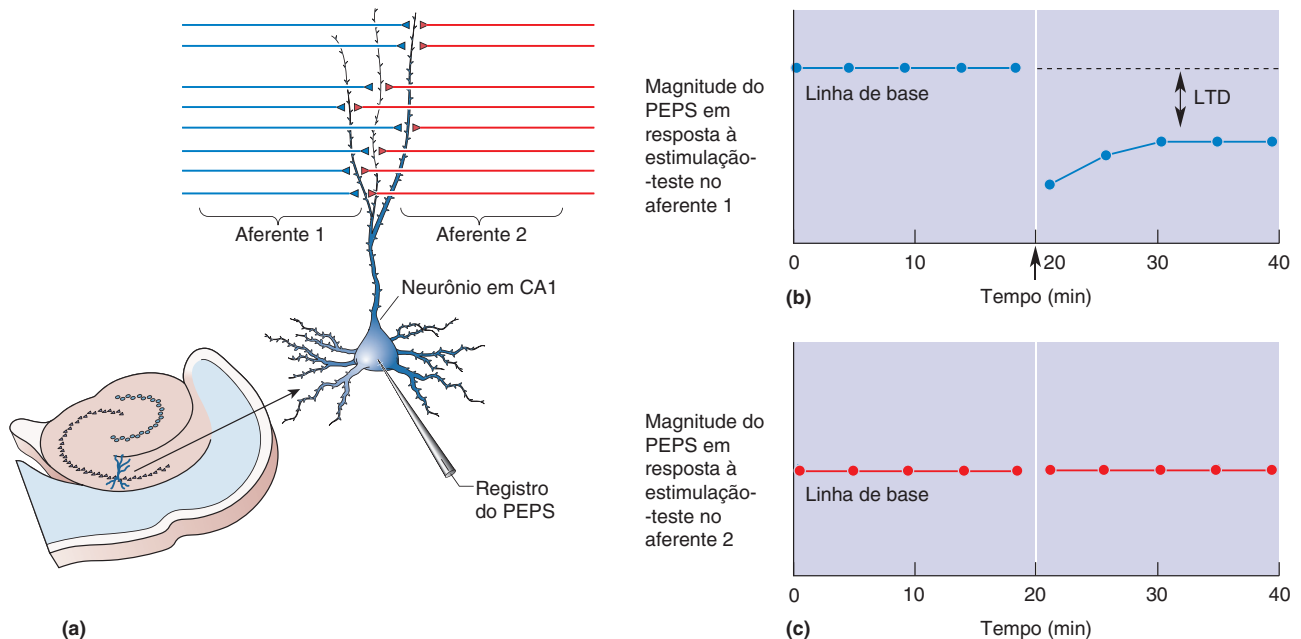 Aferente 1
Aferente 2
Neurônio em CA1
Registro
do PEPS
(a)
Magnitude do
PEPS em
resposta à
estimulação-
-teste no
aferente 1
Linha de base
LTD
0
10
20
30
40
Tempo (min)
(b)
Magnitude do
PEPS em
resposta à
estimulação-
-teste no
aferente 2
Linha de base
0
10
20
30
40
Tempo (min)
(c)